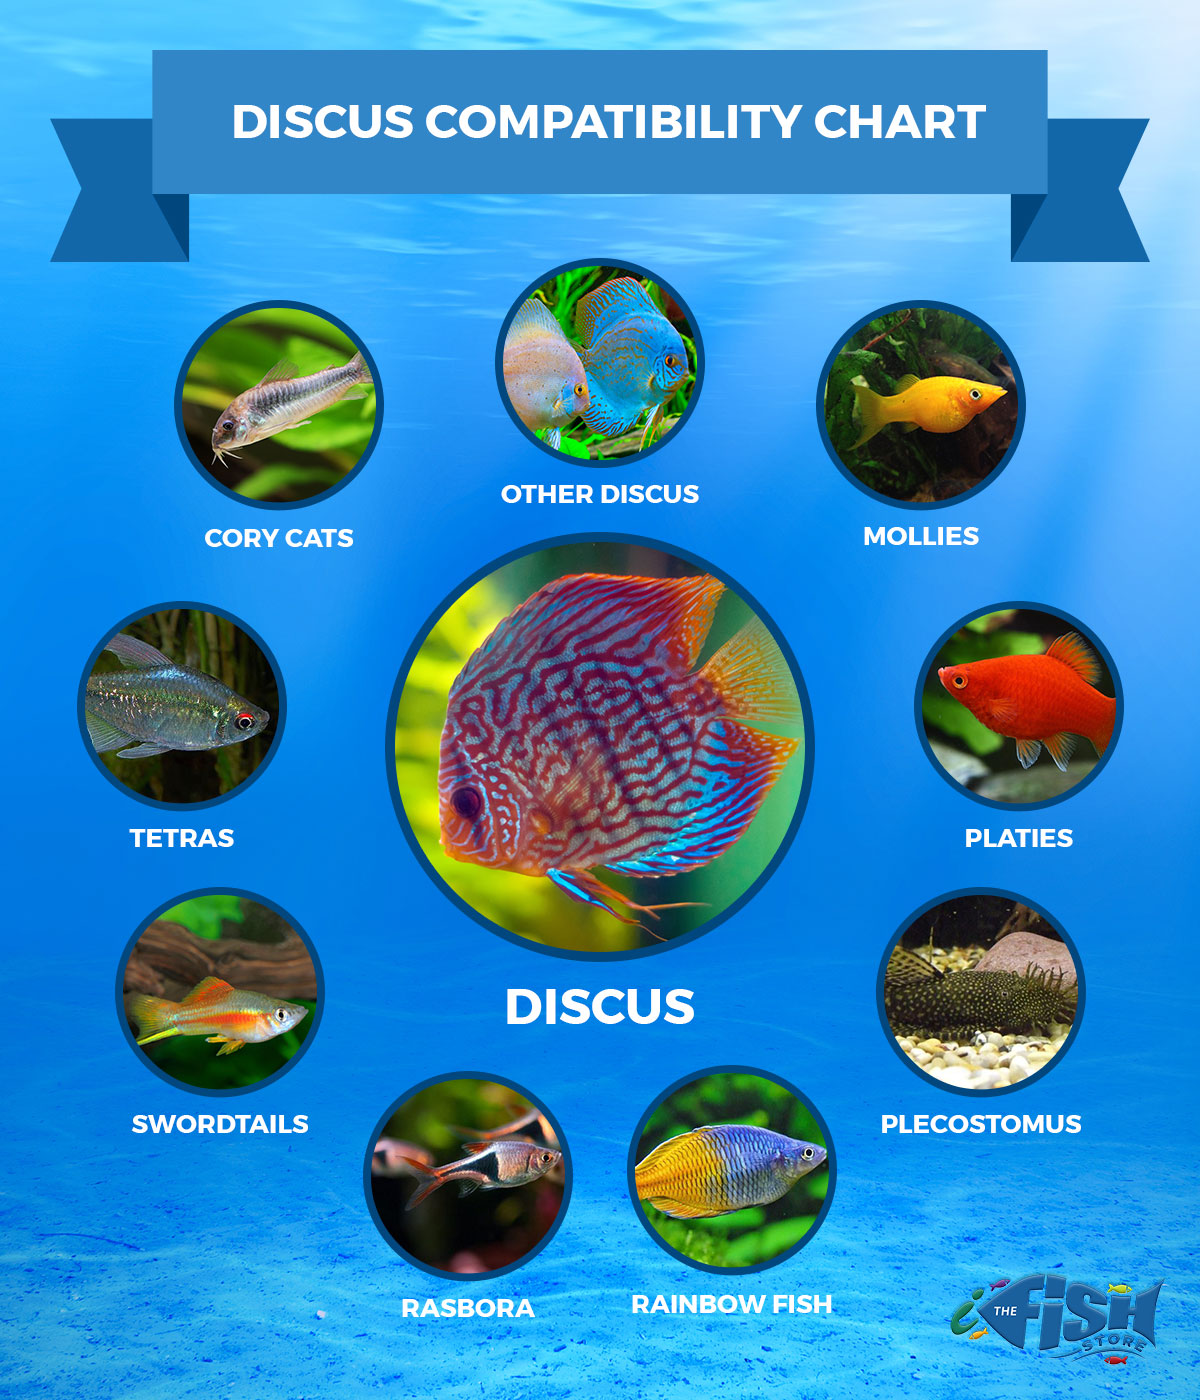 DISCUS COMPATIBILITY CHART
OTHER DISCUS
CORY CATS
MOLLIES
TETRAS
PLATIES
DISCUS
SWORDTAILS
PLECOSTOMUS
RASBORA
RAINBOW FISH
i THE FiSH
STORE